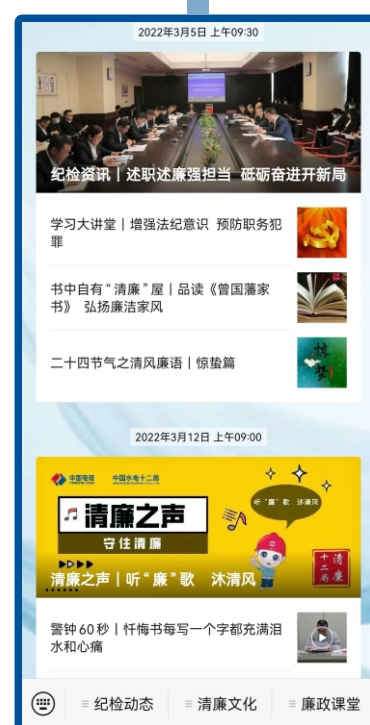 2022年3月5日 上午09:30
纪检资讯丨述职述廉强担当 砥砺奋进开新局
学习大讲堂丨增强法纪意识 预防职务犯
罪
书中自有“清廉”屋丨品读《曾国藩家
书》 弘扬廉洁家风
二十四节气之清风廉语丨惊蛰篇
惊
蛰
2022年3月12日 上午09:00
中国电建 中国水电十二局
清廉之声
守住清廉
听“廉”歌 沐清风
清廉
十二局
清廉之声丨听“廉”歌 沐清风
警钟60秒丨忏悔书每写一个字都充满泪
水和心痛
纪检动态 清廉文化 廉政课堂